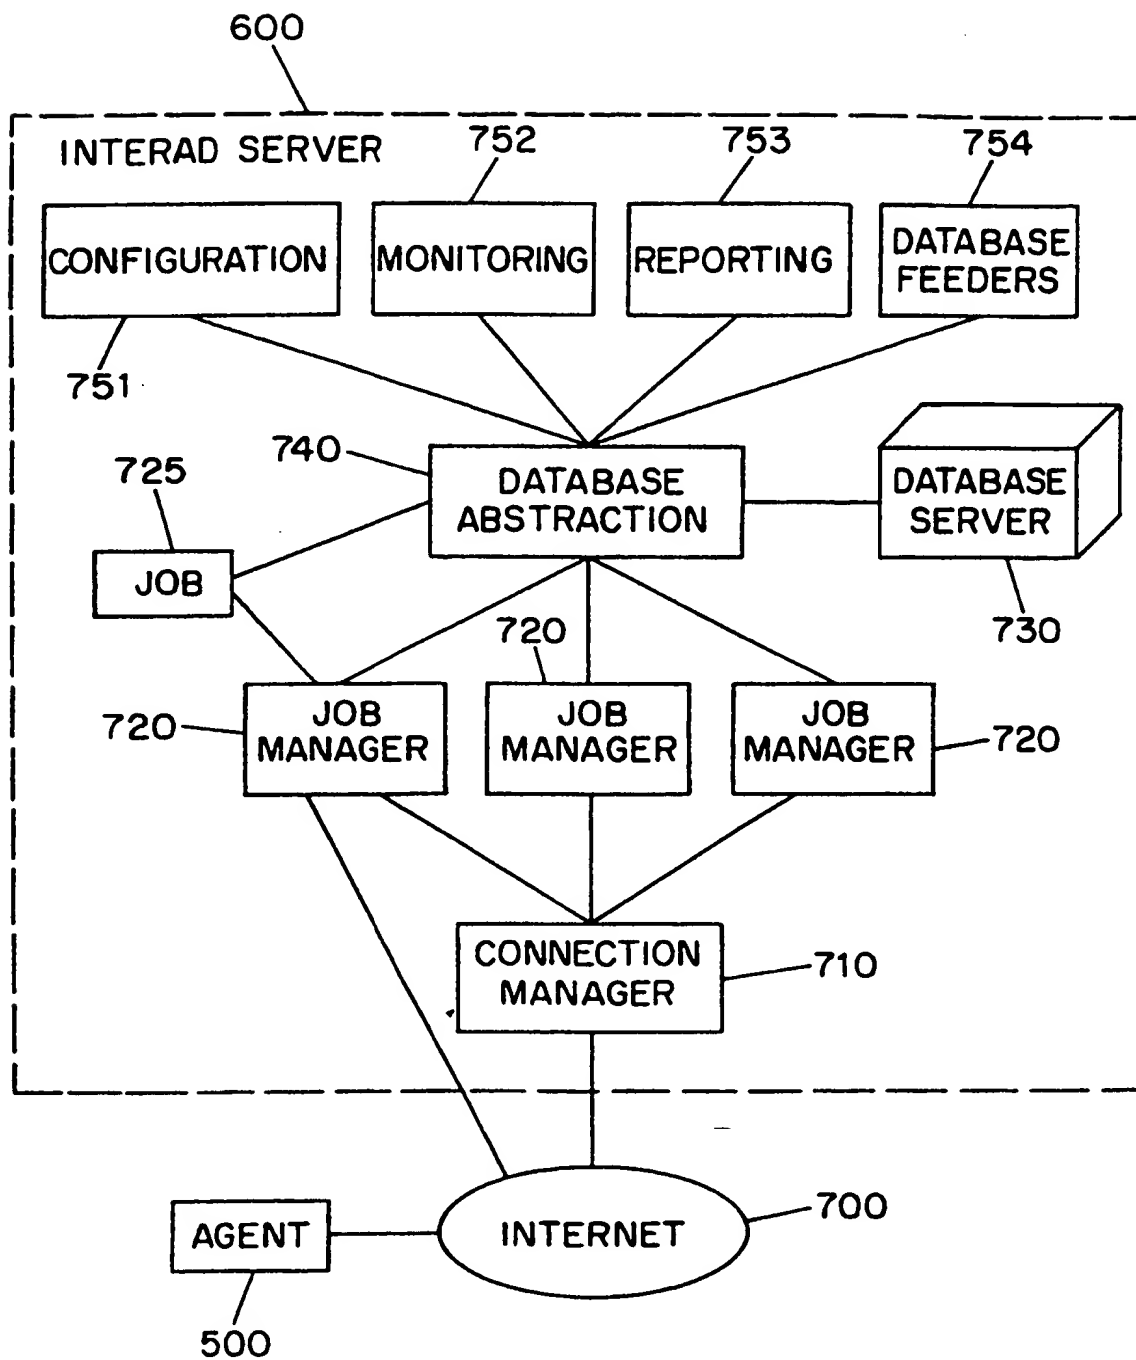 600
INTERAD SERVER
752
753
754
CONFIGURATION
MONITORING
REPORTING
DATABASE
FEEDERS
751
740
725
DATABASE
ABSTRACTION
DATABASE
SERVER
JOB
720
730
720
JOB
MANAGER
JOB
MANAGER
JOB
MANAGER
720
CONNECTION
MANAGER
710
AGENT
INTERNET
700
500